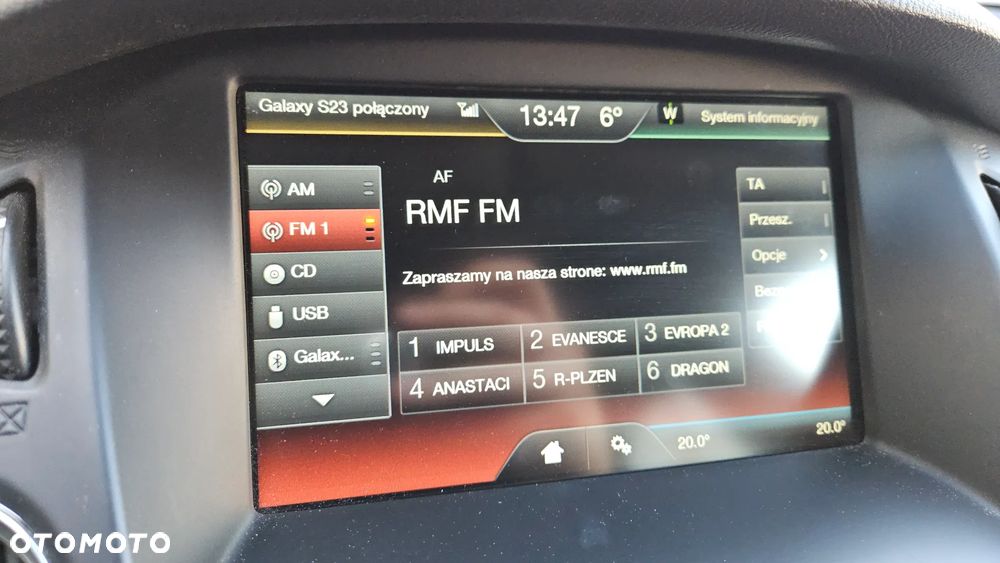 Galaxy S23 połączony
13:47 6°
W
System informacyjny
AM
FM 1
CD
USB
Galax...
AF
RMF FM
Zapraszamy na nasza strone: www.rmf.fm
1 IMPULS
2 EVANESCE
3 EVROPA 2
4 ANASTACI
5 R-PLZEN
6 DRAGON
TA
Przesz.
Opcje
20.0°
20.0°
OTOMOTO